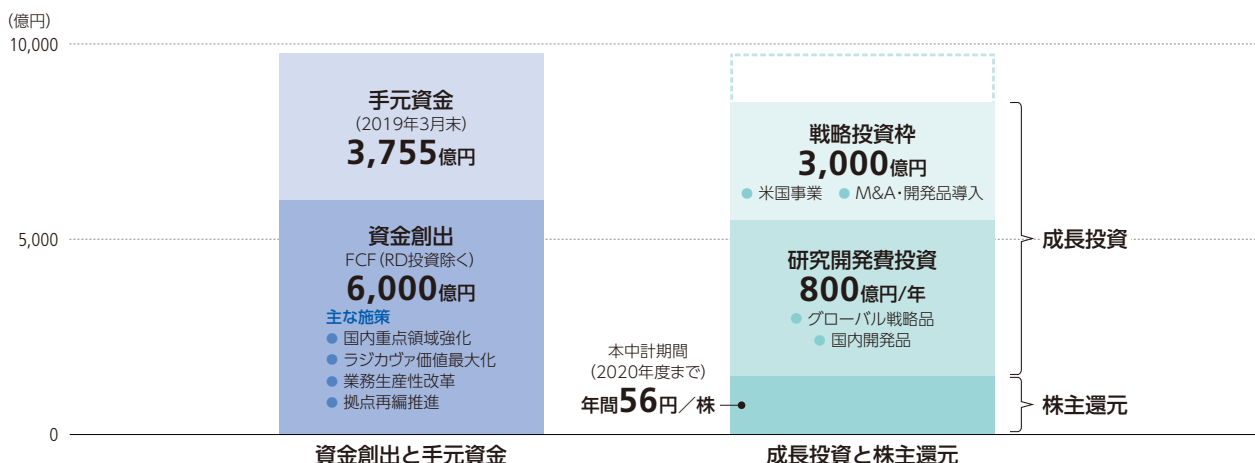 (億円)
10,000
5,000
0
手元資金
(2019年3月末)
3,755億円
資金創出
FCF(RD投資除く)
6,000億円
主な施策
● 国内重点領域強化
● ラジカヴァ価値最大化
● 業務生産性改革
● 拠点再編推進
資金創出と手元資金
戦略投資枠
3,000億円
● 米国事業 ● M&A・開発品導入
研究開発費投資
800億円/年
● グローバル戦略品
● 国内開発品
本中計期間
(2020年度まで)
年間56円/株
成長投資と株主還元
成長投資
株主還元